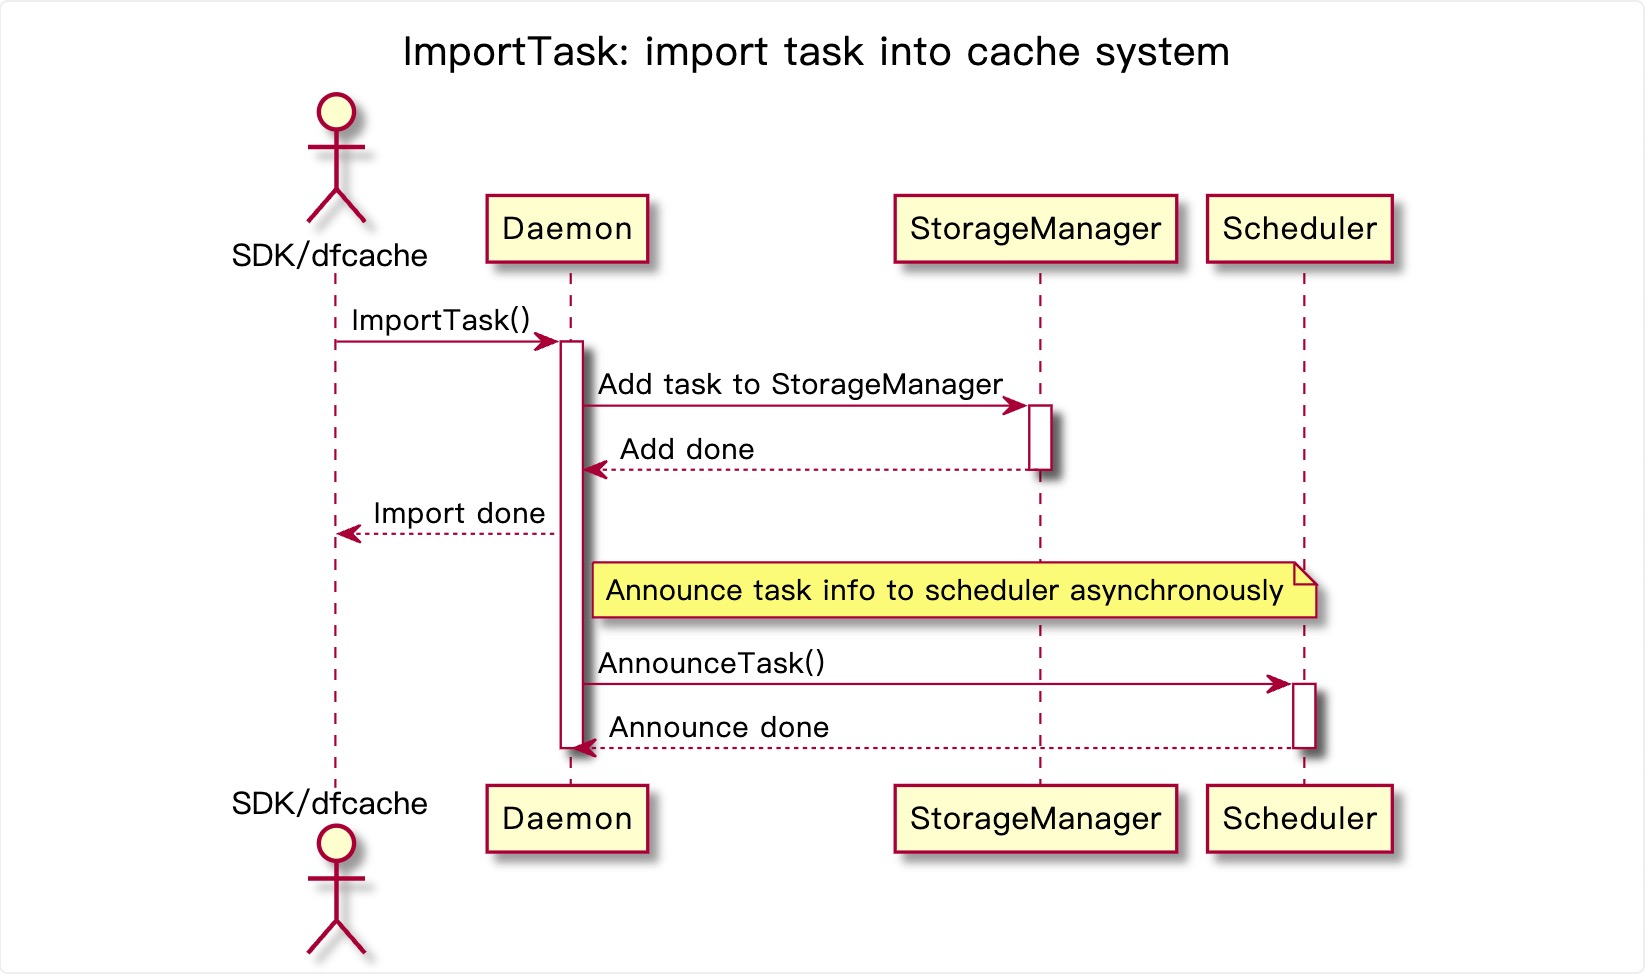 ImportTask: import task into cache system
SDK/dfcache
Daemon
StorageManager
Scheduler
ImportTask()
Add task to StorageManager
Add done
Import done
Announce task info to scheduler asynchronously
AnnounceTask()
Announce done
SDK/dfcache
Daemon
StorageManager
Scheduler